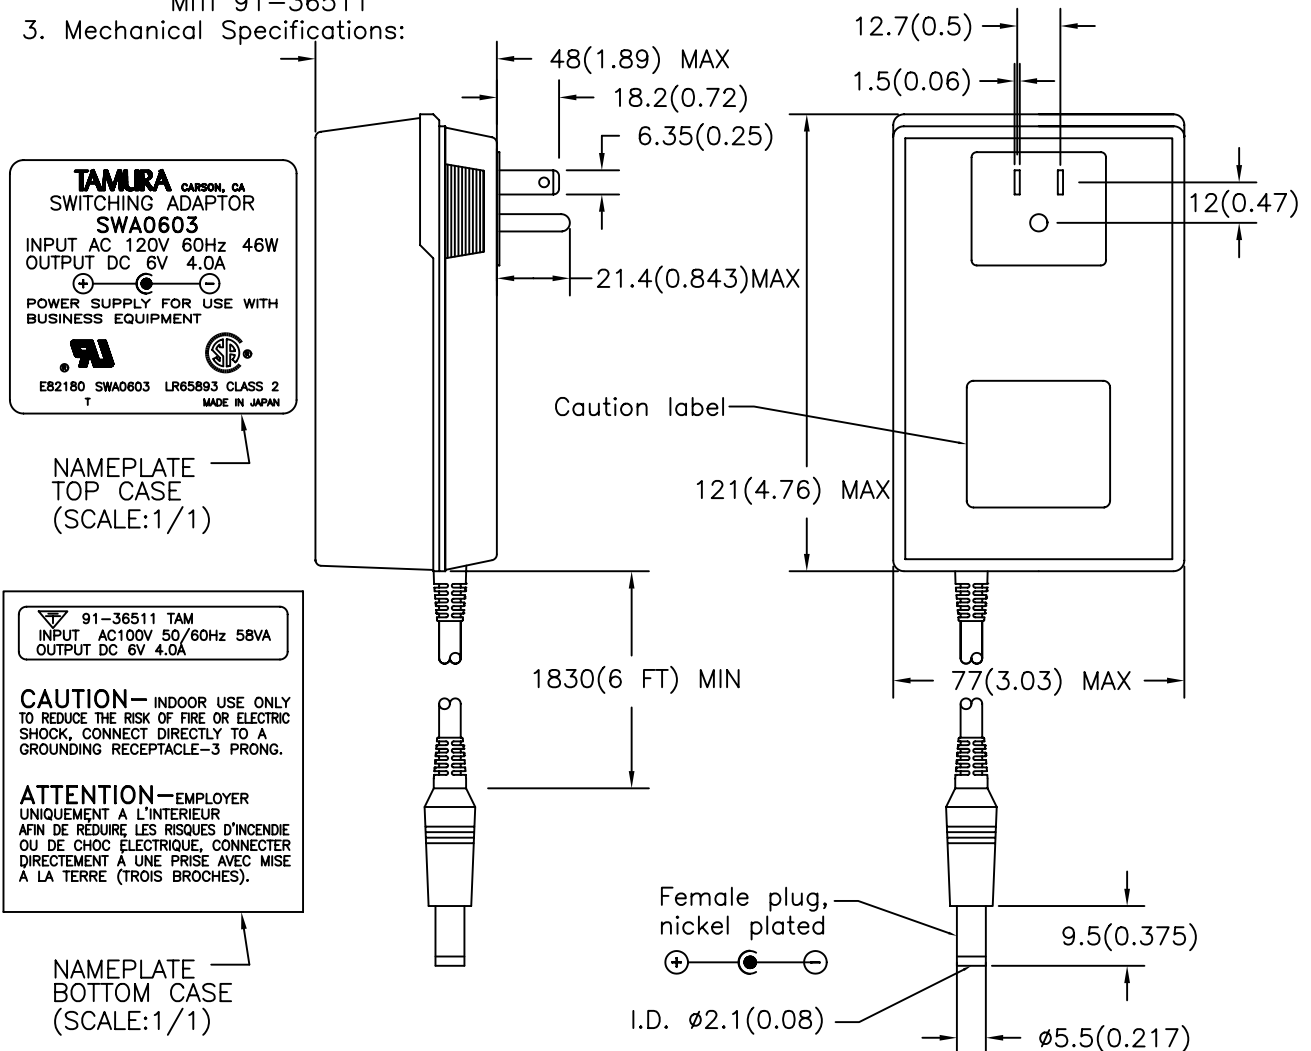 MITI 91-36511
3. Mechanical Specifications:
48(1.89) MAX
18.2(0.72)
6.35(0.25)
21.4(0.843)MAX
12.7(0.5)
1.5(0.06)
12(0.47)
TAMURA CARSON, CA
SWITCHING ADAPTOR
SWA0603
INPUT AC 120V 60Hz 46W
OUTPUT DC 6V 4.0A
+ −
POWER SUPPLY FOR USE WITH
BUSINESS EQUIPMENT
® RU SA ®
E82180 SWA0603 LR65893 CLASS 2
T MADE IN JAPAN
NAMEPLATE
TOP CASE
(SCALE:1/1)
Caution label
121(4.76) MAX
T 91-36511 TAM
INPUT AC100V 50/60Hz 58VA
OUTPUT DC 6V 4.0A
CAUTION— INDOOR USE ONLY
TO REDUCE THE RISK OF FIRE OR ELECTRIC
SHOCK, CONNECT DIRECTLY TO A
GROUNDING RECEPTACLE-3 PRONG.
ATTENTION—EMPLOYER
UNIQUEMENT A L'INTERIEUR
AFIN DE RÉDUIRE LES RISQUES D'INCENDIE
OU DE CHOC ÉLECTRIQUE, CONNECTER
DIRECTEMENT À UNE PRISE AVEC MISE
À LA TERRE (TROIS BROCHES).
NAMEPLATE
BOTTOM CASE
(SCALE:1/1)
1830(6 FT) MIN
77(3.03) MAX
Female plug,
nickel plated
+ −
I.D. ø2.1(0.08)
9.5(0.375)
ø5.5(0.217)